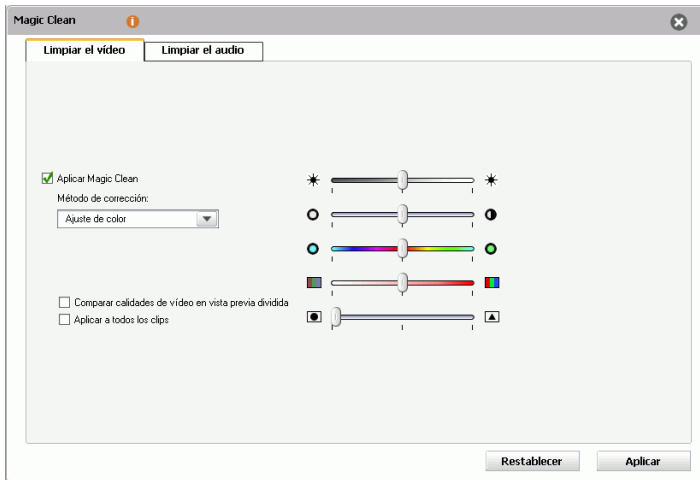 Magic Clean
Limpiar el vídeo
Limpiar el audio
Aplicar Magic Clean
Método de corrección:
Ajuste de color
Comparar calidades de vídeo en vista previa dividida
Aplicar a todos los clips
Restablecer
Aplicar